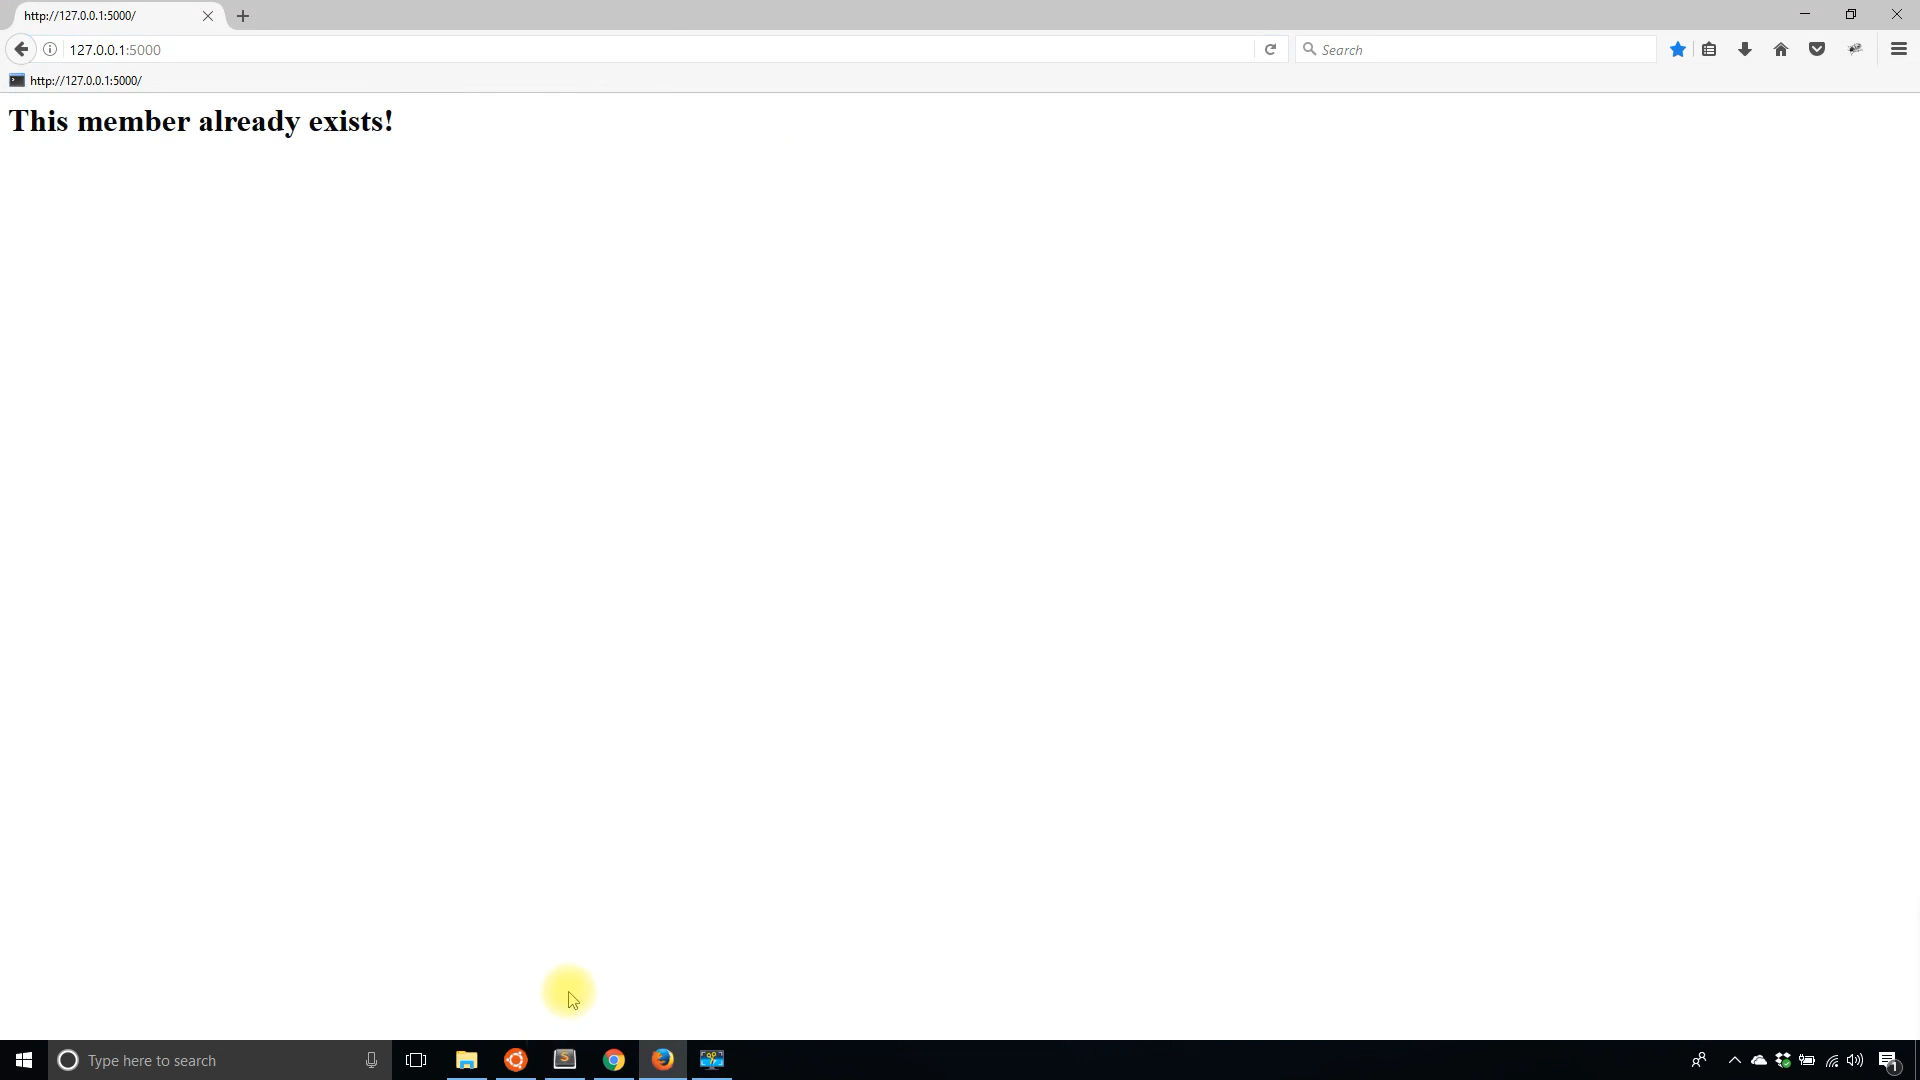 http://127.0.0.1:5000/
127.0.0.1:5000
Search
http://127.0.0.1:5000/
This member already exists!
Type here to search
S
1